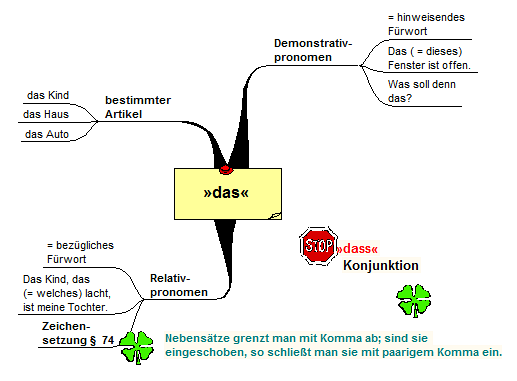 Demonstrativ-
pronomen
= hinweisendes
Fürwort
Das ( = dieses)
Fenster ist offen.
Was soll denn
das?
bestimmter
Artikel
das Kind
das Haus
das Auto
»das«
STOP
»dass«
Konjunktion
Relativ-
pronomen
= bezügliches
Fürwort
Das Kind, das
(= welches) lacht,
ist meine Tochter.
Zeichen-
setzung § 74
Nebensätze grenzt man mit Komma ab; sind sie
eingeschoben, so schließt man sie mit paarigem Komma ein.